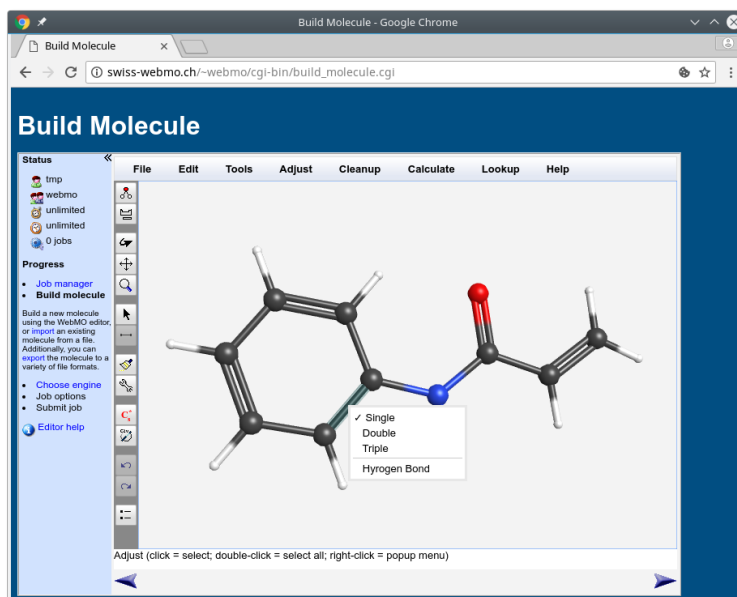 Build Molecule - Google Chrome
Build Molecule
swiss-webmo.ch/~webmo/cgi-bin/build_molecule.cgi
Build Molecule
Status
tmp
webmo
unlimited
unlimited
0 jobs
Progress
Job manager
Build molecule
Build a new molecule
using the WebMO editor,
or import an existing
molecule from a file.
Additionally, you can
export the molecule to a
variety of file formats.
Choose engine
Job options
Submit job
Editor help
File Edit Tools Adjust Cleanup Calculate Lookup Help
✓ Single
Double
Triple
Hyrogen Bond
Adjust (click = select; double-click = select all; right-click = popup menu)